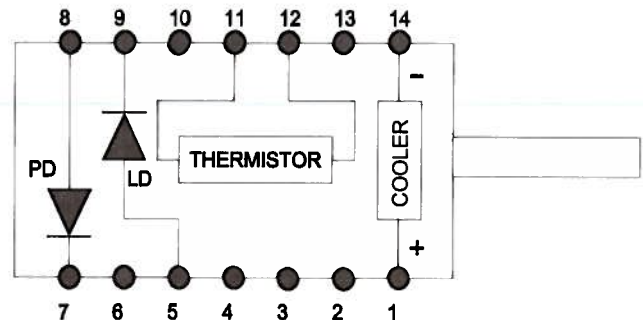 8 9 10 11 12 13 14
−
THERMISTOR
COOLER
PD
LD
+
7 6 5 4 3 2 1